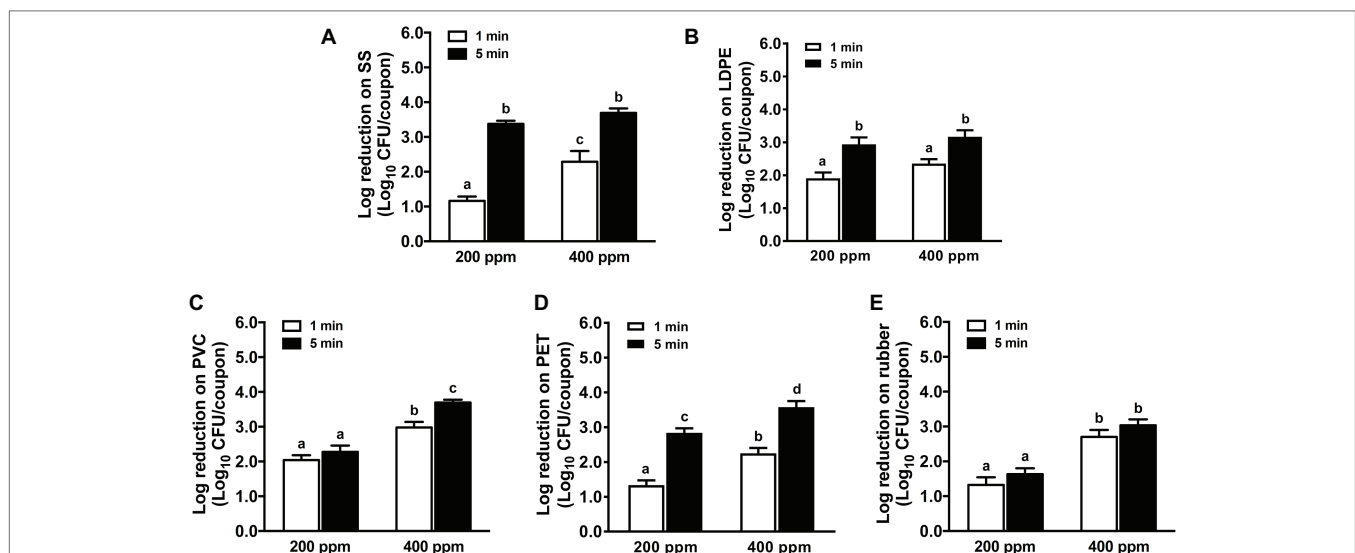 A
Log reduction on SS
(Log10 CFU/coupon)
6.0
5.0
4.0
3.0
2.0
1.0
0.0
1 min
5 min
a
b
c
b
200 ppm
400 ppm
B
Log reduction on LDPE
(Log10 CFU/coupon)
6.0
5.0
4.0
3.0
2.0
1.0
0.0
1 min
5 min
a
b
a
b
200 ppm
400 ppm
C
Log reduction on PVC
(Log10 CFU/coupon)
6.0
5.0
4.0
3.0
2.0
1.0
0.0
1 min
5 min
a
a
b
c
200 ppm
400 ppm
D
Log reduction on PET
(Log10 CFU/coupon)
6.0
5.0
4.0
3.0
2.0
1.0
0.0
1 min
5 min
a
c
b
d
200 ppm
400 ppm
E
Log reduction on rubber
(Log10 CFU/coupon)
6.0
5.0
4.0
3.0
2.0
1.0
0.0
1 min
5 min
a
a
b
b
200 ppm
400 ppm